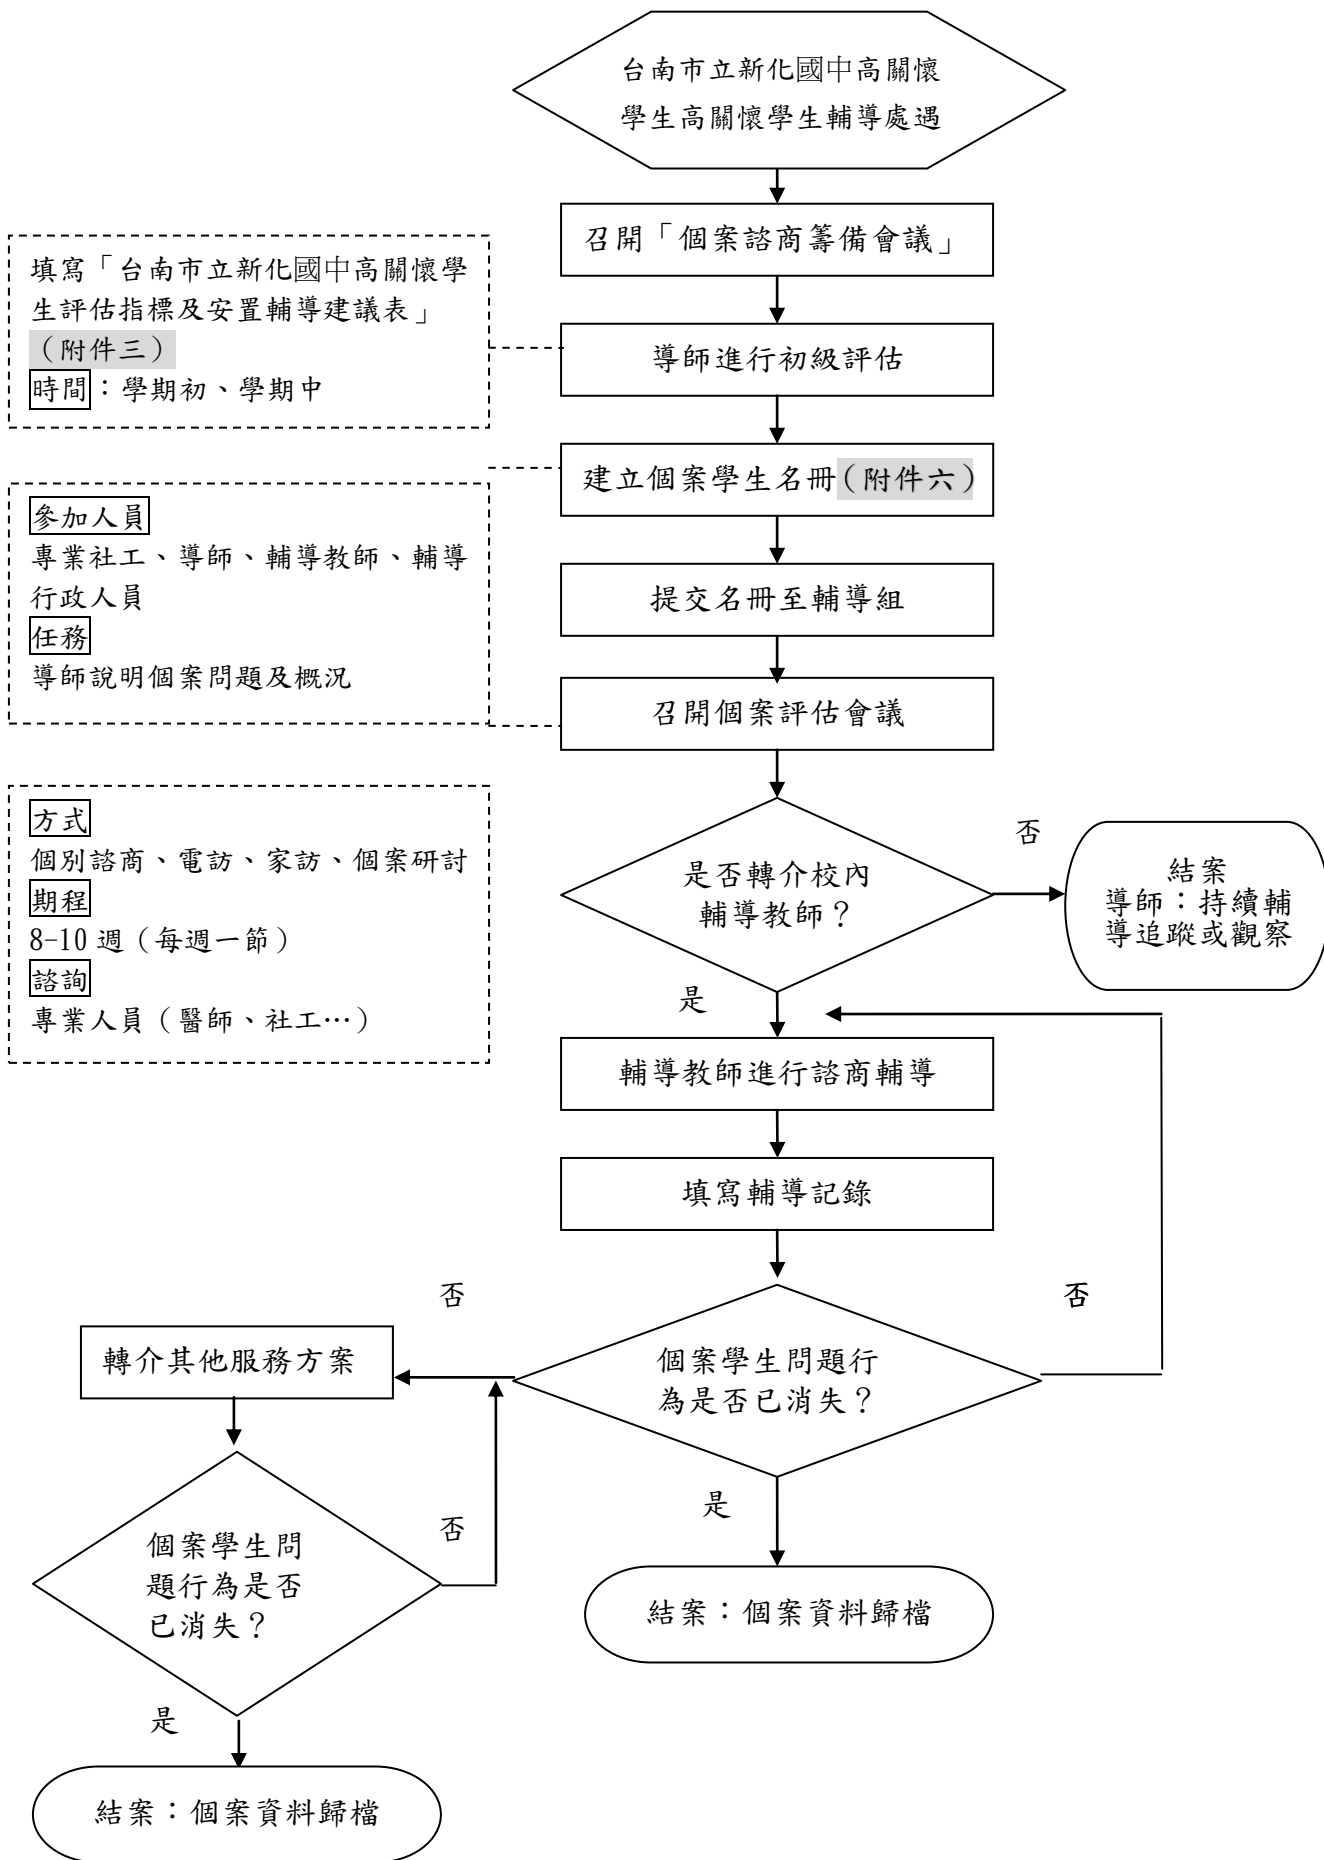 台南市立新化國中高關懷
學生高關懷學生輔導處遇
召開「個案諮商籌備會議」
填寫「台南市立新化國中高關懷學
生評估指標及安置輔導建議表」
（附件三）
時間：學期初、學期中
導師進行初級評估
建立個案學生名冊（附件六）
參加人員
專業社工、導師、輔導教師、輔導
行政人員
任務
導師說明個案問題及概況
提交名冊至輔導組
召開個案評估會議
方式
個別諮商、電訪、家訪、個案研討
期程
8-10 週（每週一節）
諮詢
專業人員（醫師、社工…）
是否轉介校內
輔導教師？
否
結案
導師：持續輔
導追蹤或觀察
是
輔導教師進行諮商輔導
填寫輔導記錄
否
否
轉介其他服務方案
個案學生問題行
為是否已消失？
是
否
個案學生問
題行為是否
已消失？
結案：個案資料歸檔
是
結案：個案資料歸檔